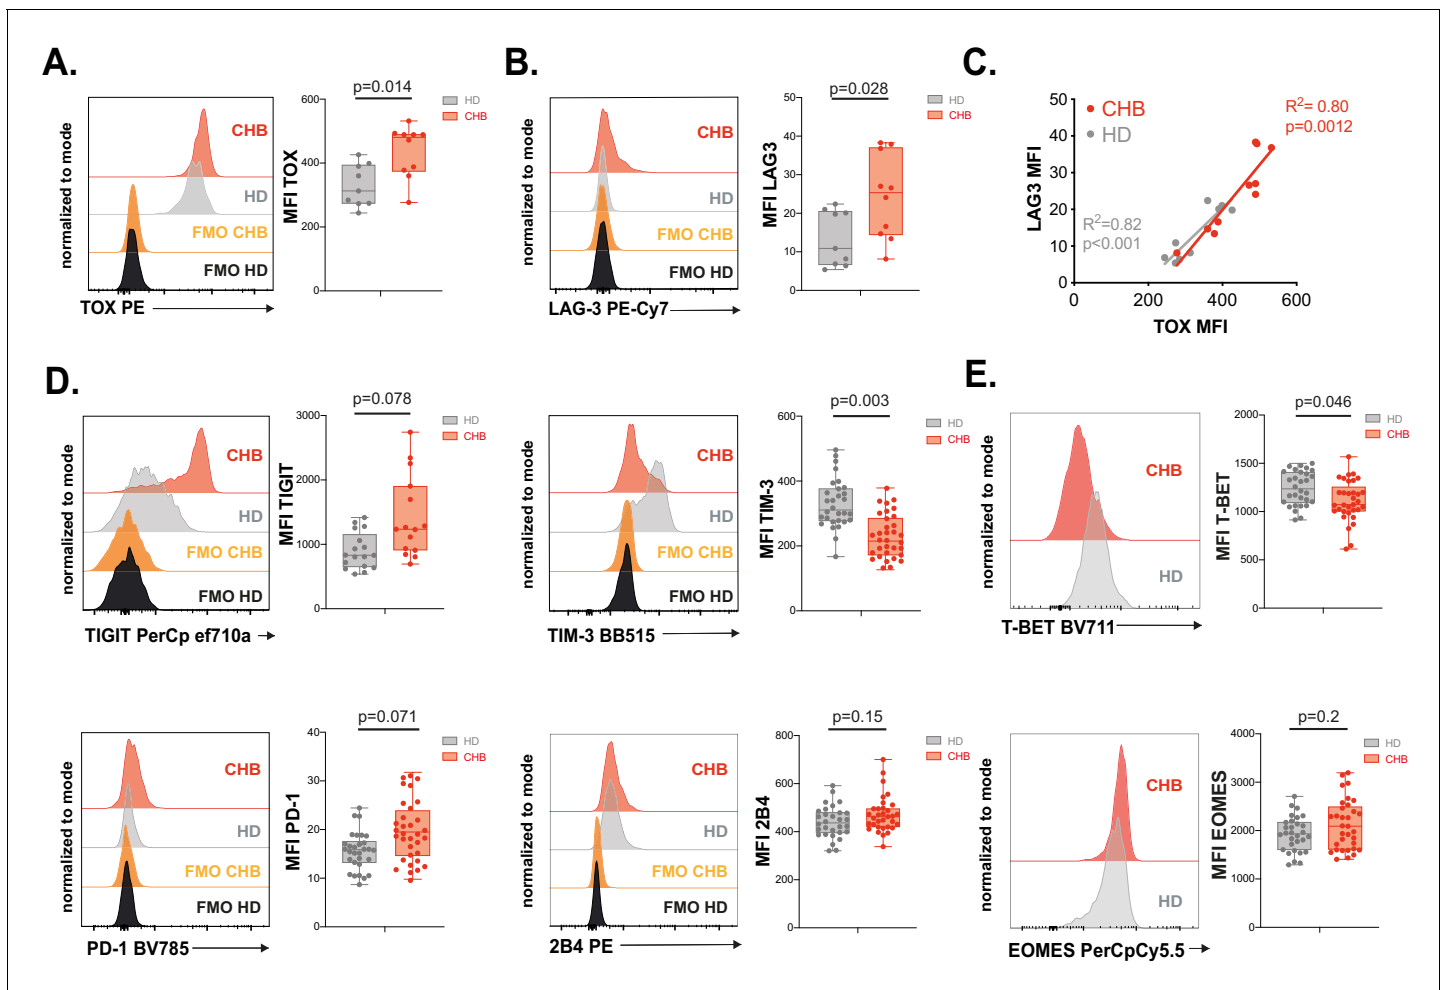 A.
normalized to mode
CHB
HD
FMO CHB
FMO HD
TOX PE
MFI TOX
p=0.014
600
400
200
0
HD
CHB
B.
normalized to mode
CHB
HD
FMO CHB
FMO HD
LAG-3 PE-Cy7
MFI LAG3
p=0.028
50
40
30
20
10
0
HD
CHB
C.
LAG3 MFI
50
40
30
20
10
0
CHB
HD
R²= 0.80
p=0.0012
R²=0.82
p<0.001
0
200
400
600
TOX MFI
D.
normalized to mode
CHB
HD
FMO CHB
FMO HD
TIGIT PerCp ef710a
MFI TIGIT
p=0.078
3000
2000
1000
0
HD
CHB
normalized to mode
CHB
HD
FMO CHB
FMO HD
TIM-3 BB515
MFI TIM-3
p=0.003
600
400
200
0
HD
CHB
E.
normalized to mode
CHB
HD
T-BET BV711
MFI T-BET
p=0.046
2000
1500
1000
500
0
HD
CHB
normalized to mode
CHB
HD
FMO CHB
FMO HD
PD-1 BV785
MFI PD-1
p=0.071
40
30
20
10
0
HD
CHB
normalized to mode
CHB
HD
FMO CHB
FMO HD
2B4 PE
MFI 2B4
p=0.15
800
600
400
200
0
HD
CHB
normalized to mode
CHB
HD
EOMES PerCpCy5.5
MFI EOMES
p=0.2
4000
3000
2000
1000
0
HD
CHB